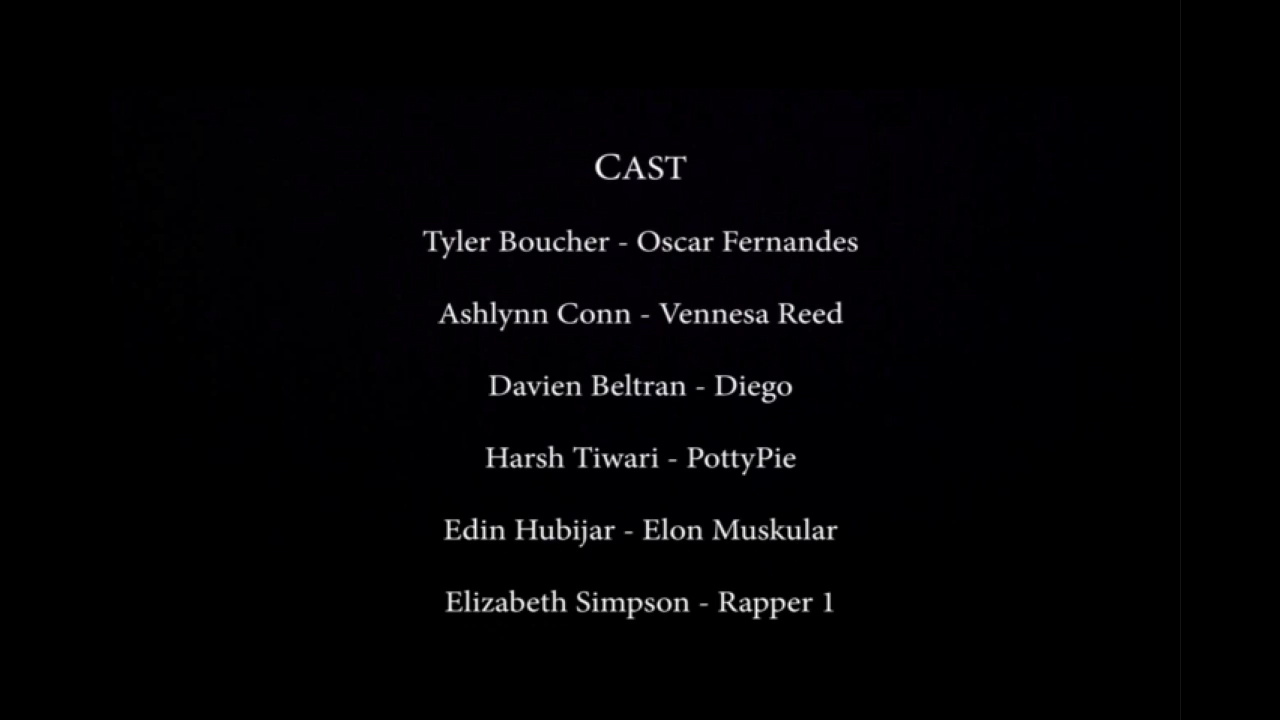 CAST
Tyler Boucher - Oscar Fernandes
Ashlynn Conn - Vennesa Reed
Davien Beltran - Diego
Harsh Tiwari - PottyPie
Edin Hubijar - Elon Muskular
Elizabeth Simpson - Rapper 1